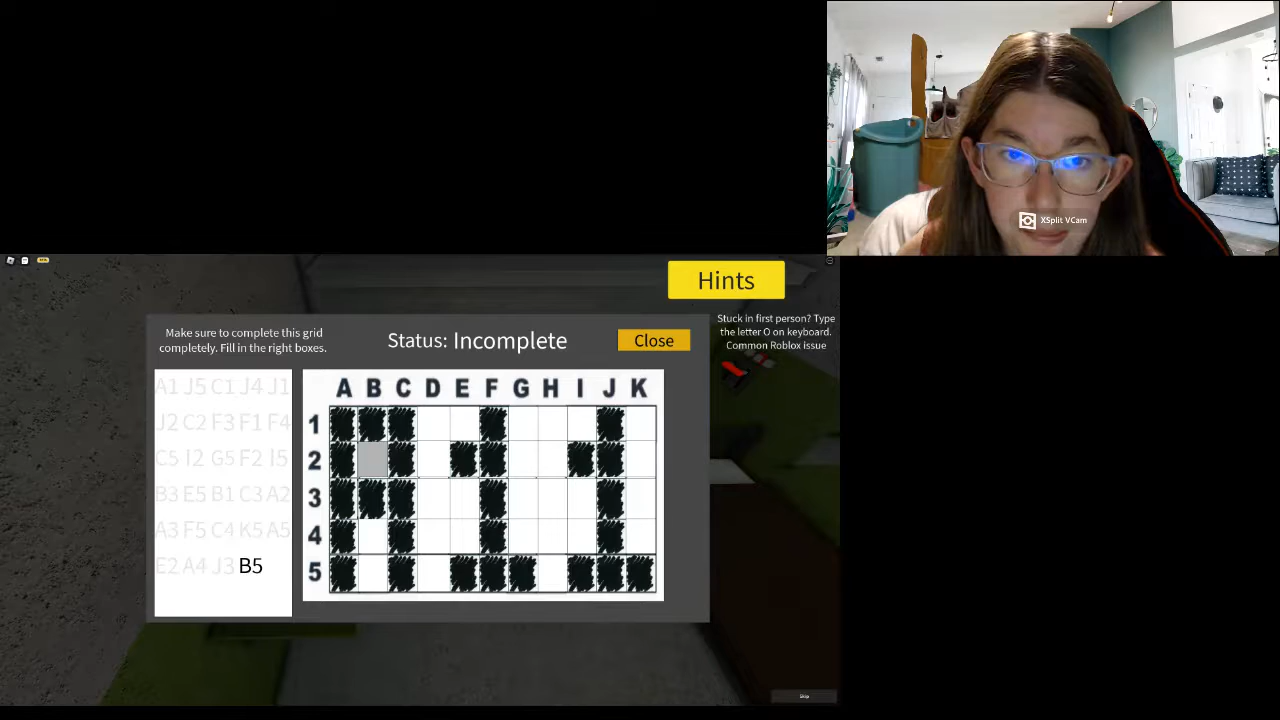 XSplit VCam
Hints
Make sure to complete this grid
completely. Fill in the right boxes.
Status: Incomplete
Close
Stuck in first person? Type
the letter O on keyboard.
Common Roblox issue
A1 J5 C1 J4 J1
J2 C2 F3 F1 F4
C5 I2 G5 F2 I5
B3 E5 B1 C3 A2
A3 F5 C4 K5 A5
E2 A4 J3 B5
A B C D E F G H I J K
1
2
3
4
5
Skip